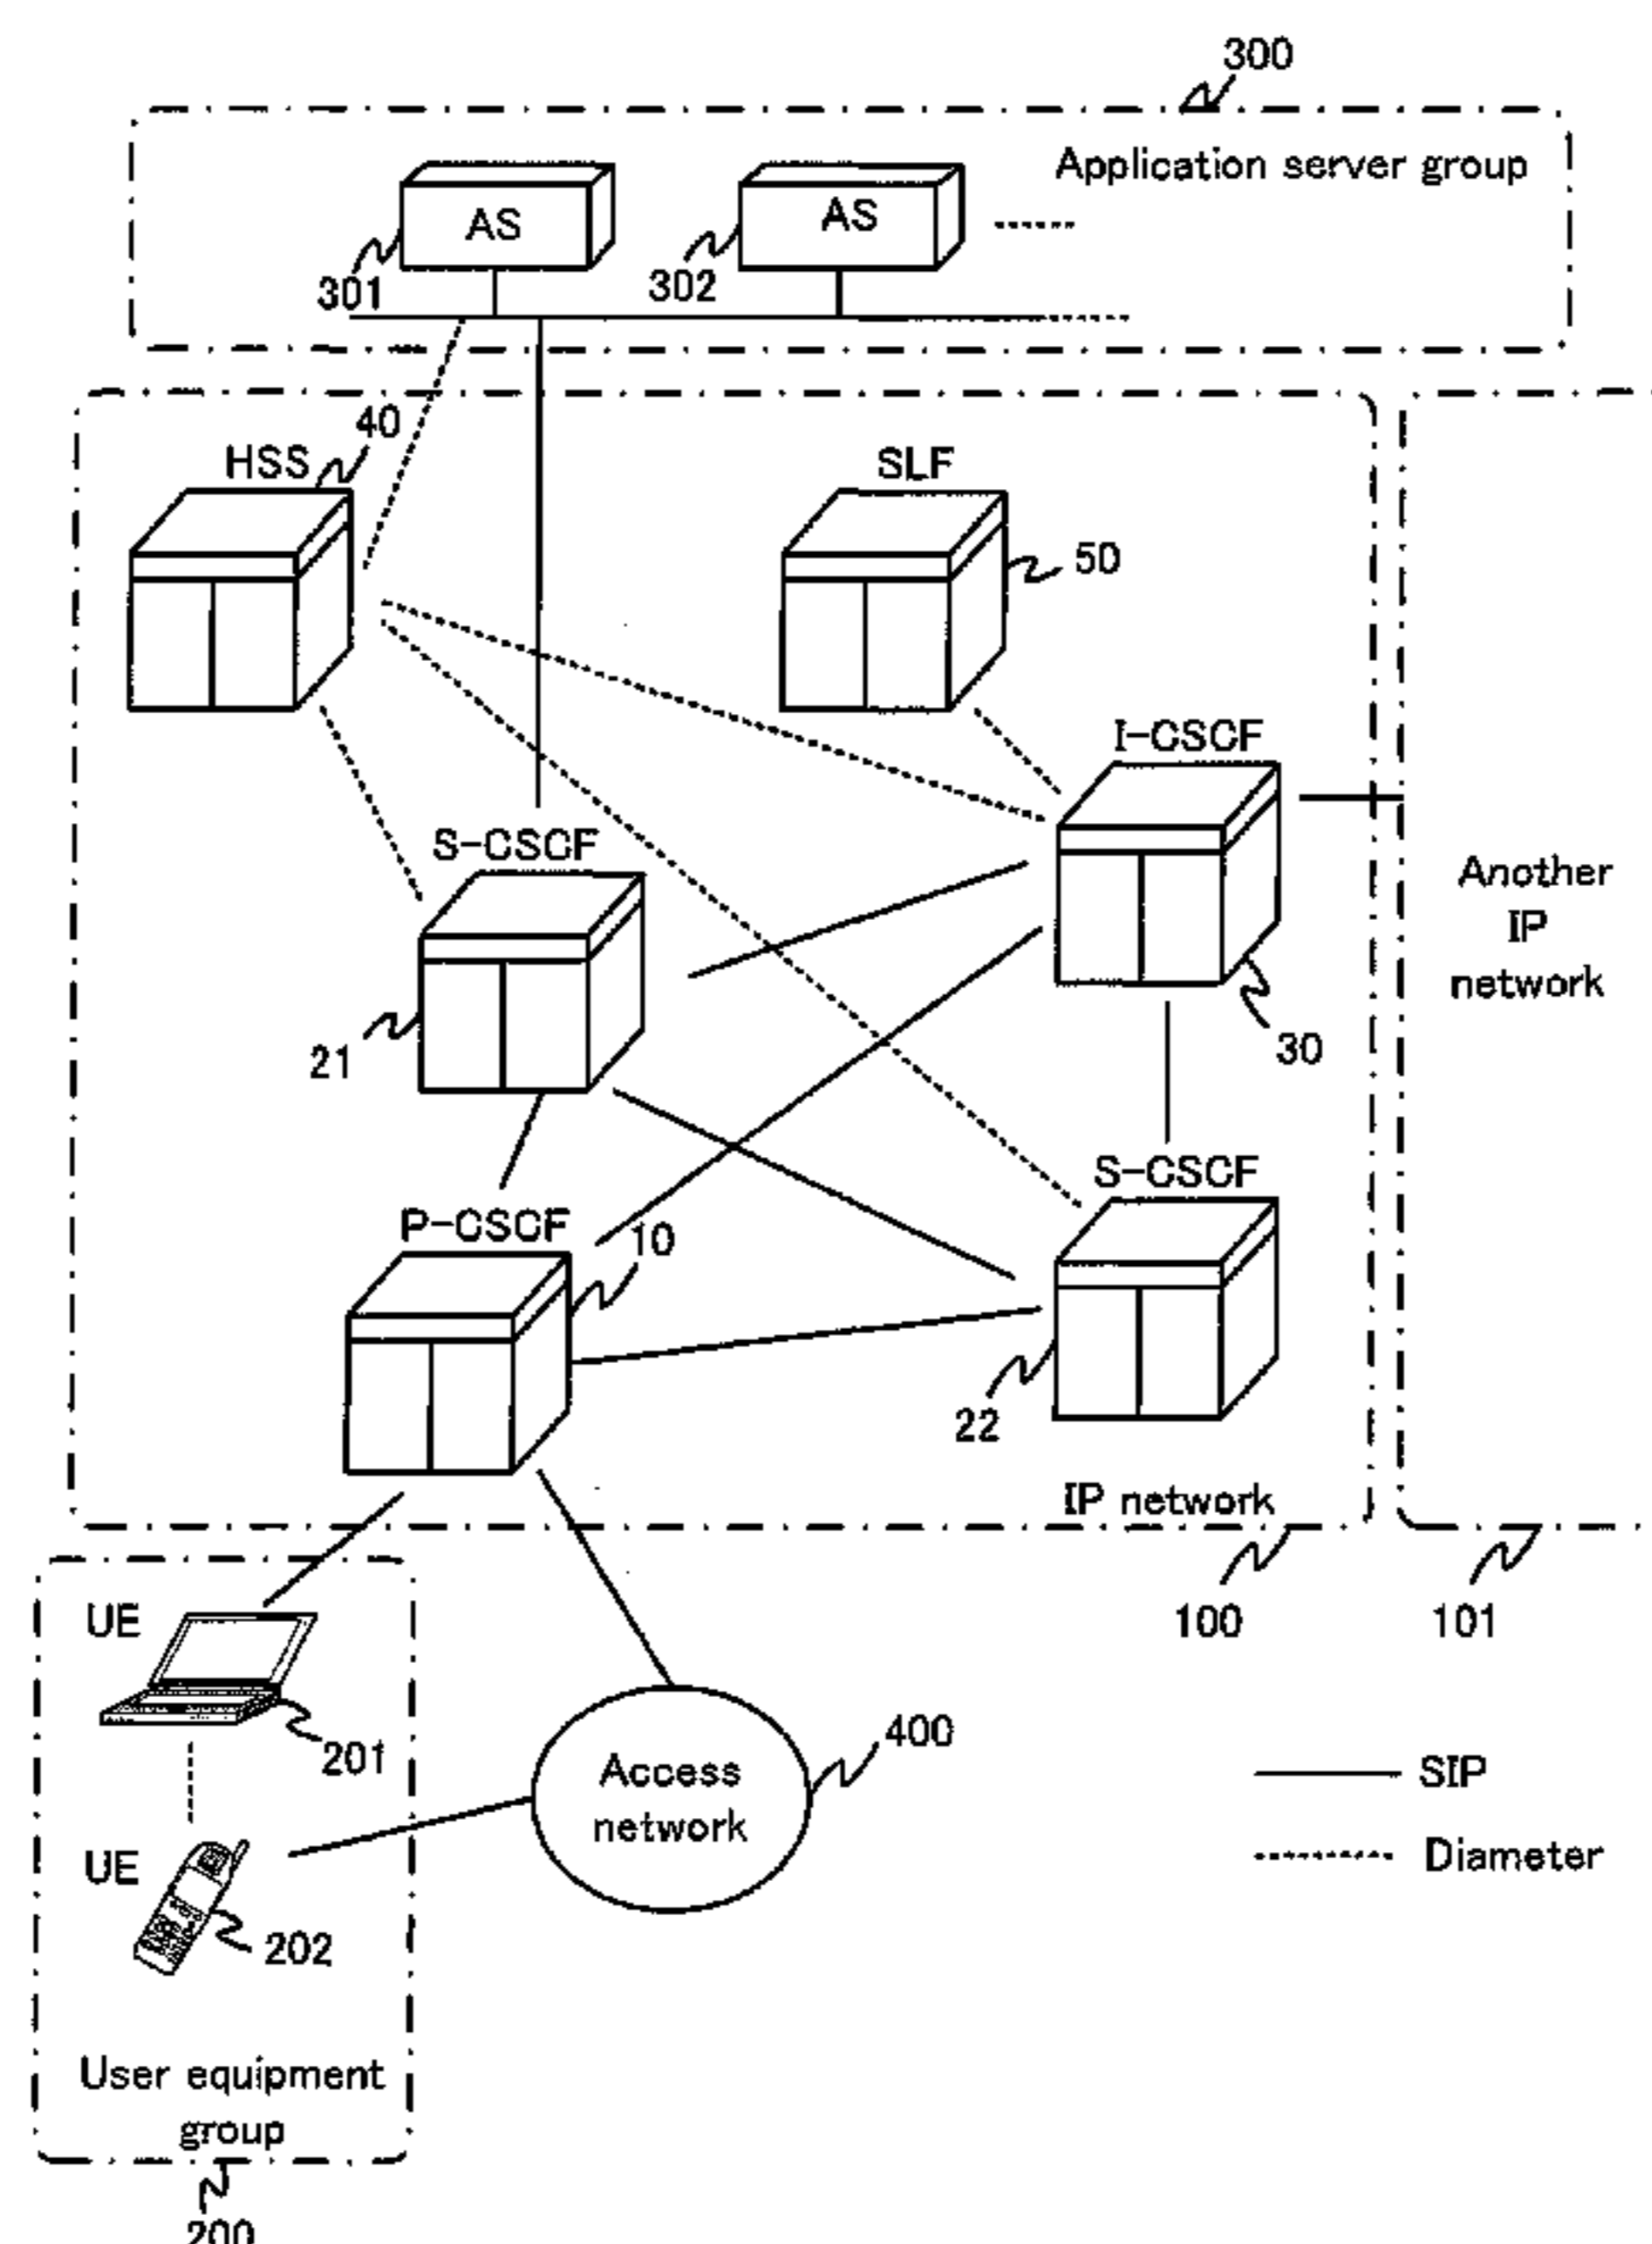 300
Application server group
AS
AS
301
302
40
HSS
SLF
50
I-CSCF
S-CSCF
Another
IP
network
21
30
S-CSCF
P-CSCF
10
22
IP network
100
101
UE
201
400
Access
network
SIP
UE
Diameter
202
User equipment
group
200